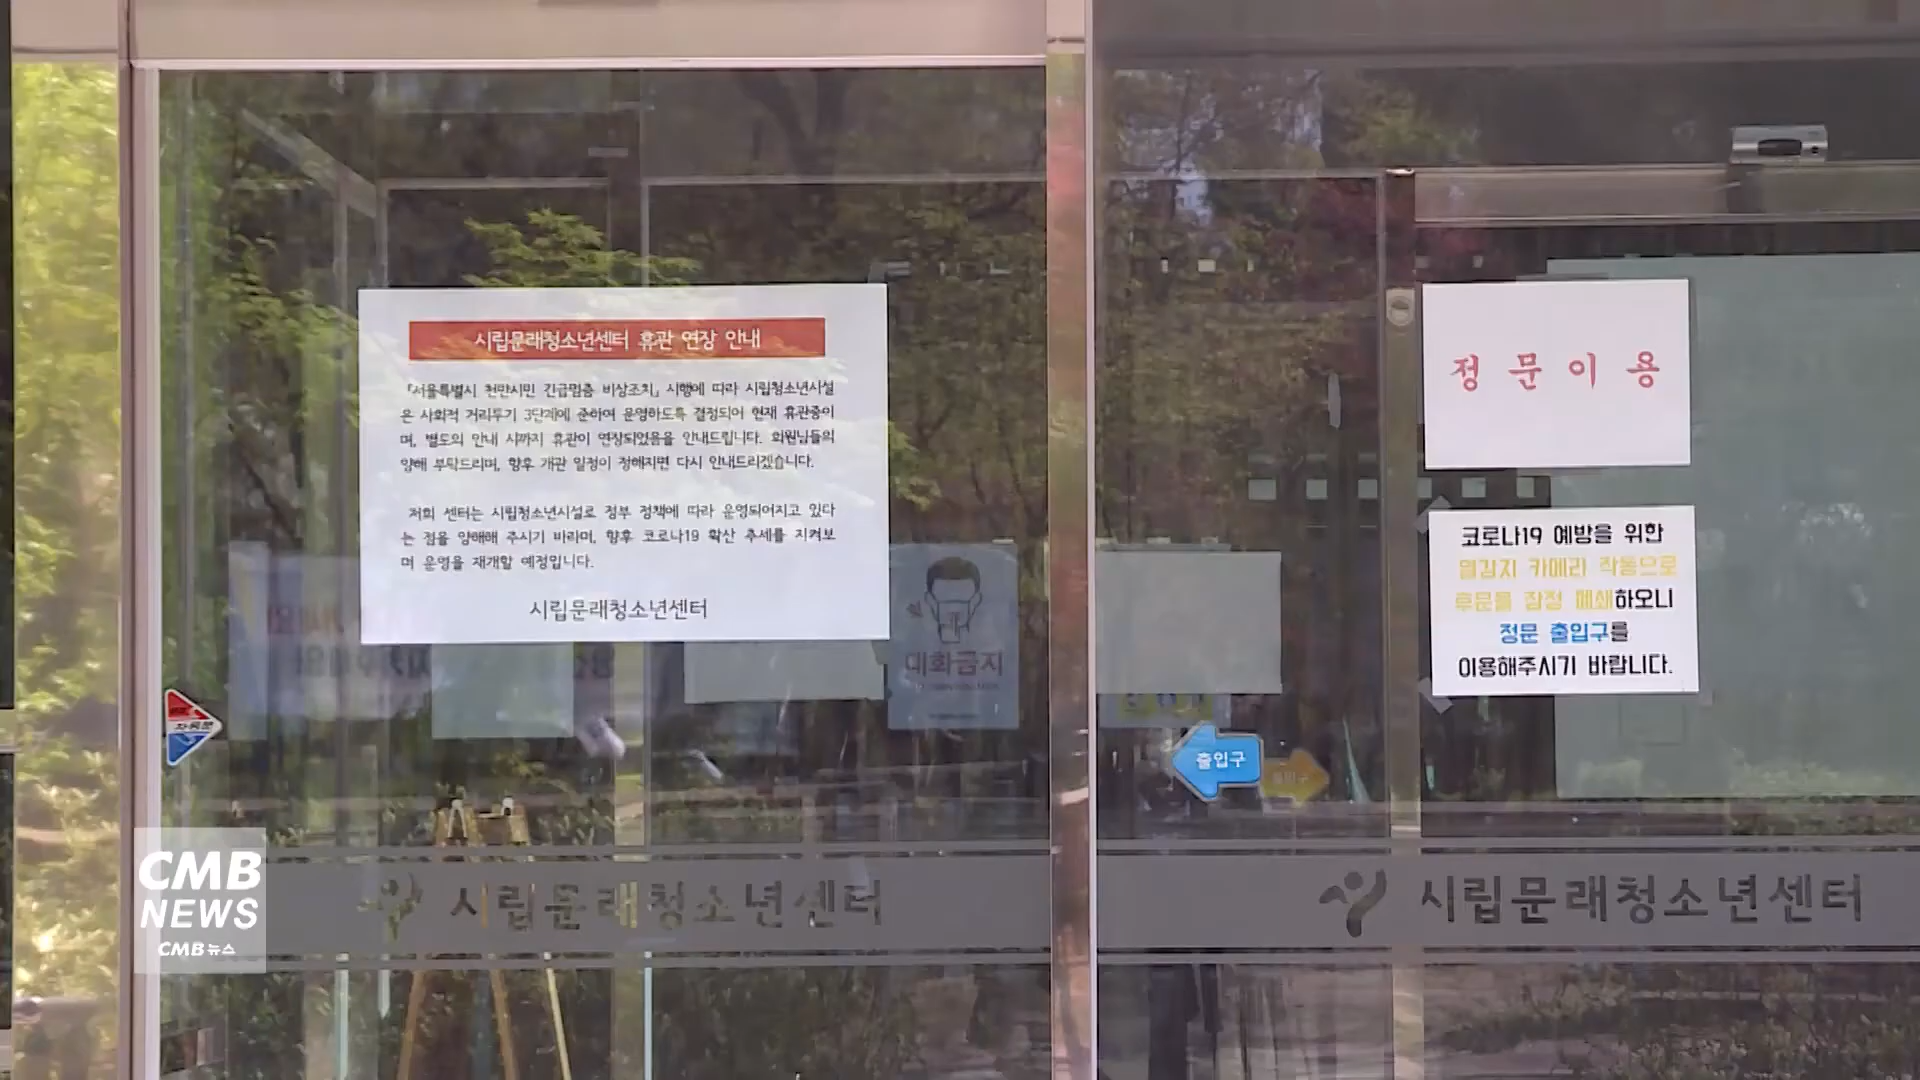 시립문래청소년센터 휴관 연장 안내
「서울특별시 천만시민 긴급멈춤 비상조치」 시행에 따라 시립청소년시설
은 사회적 거리두기 3단계에 준하여 운영하도록 결정되어 현재 휴관중이
며, 별도의 안내 시까지 휴관이 연장되었음을 안내드립니다. 회원님들의
양해 부탁드리며, 향후 개관 일정이 정해지면 다시 안내드리겠습니다.
저희 센터는 시립청소년시설로 정부 정책에 따라 운영되어지고 있다
는 점을 양해해 주시기 바라며, 향후 코로나19 확산 추세를 지켜보
며 운영을 재개할 예정입니다.
시립문래청소년센터
정문이용
코로나19 예방을 위한
열감지 카메라 작동으로
후문을 잠정 폐쇄하오니
정문 출입구를
이용해주시기 바랍니다.
대화금지
자동문
출입구
시립문래청소년센터
시립문래청소년센터
CMB
NEWS
CMB뉴스